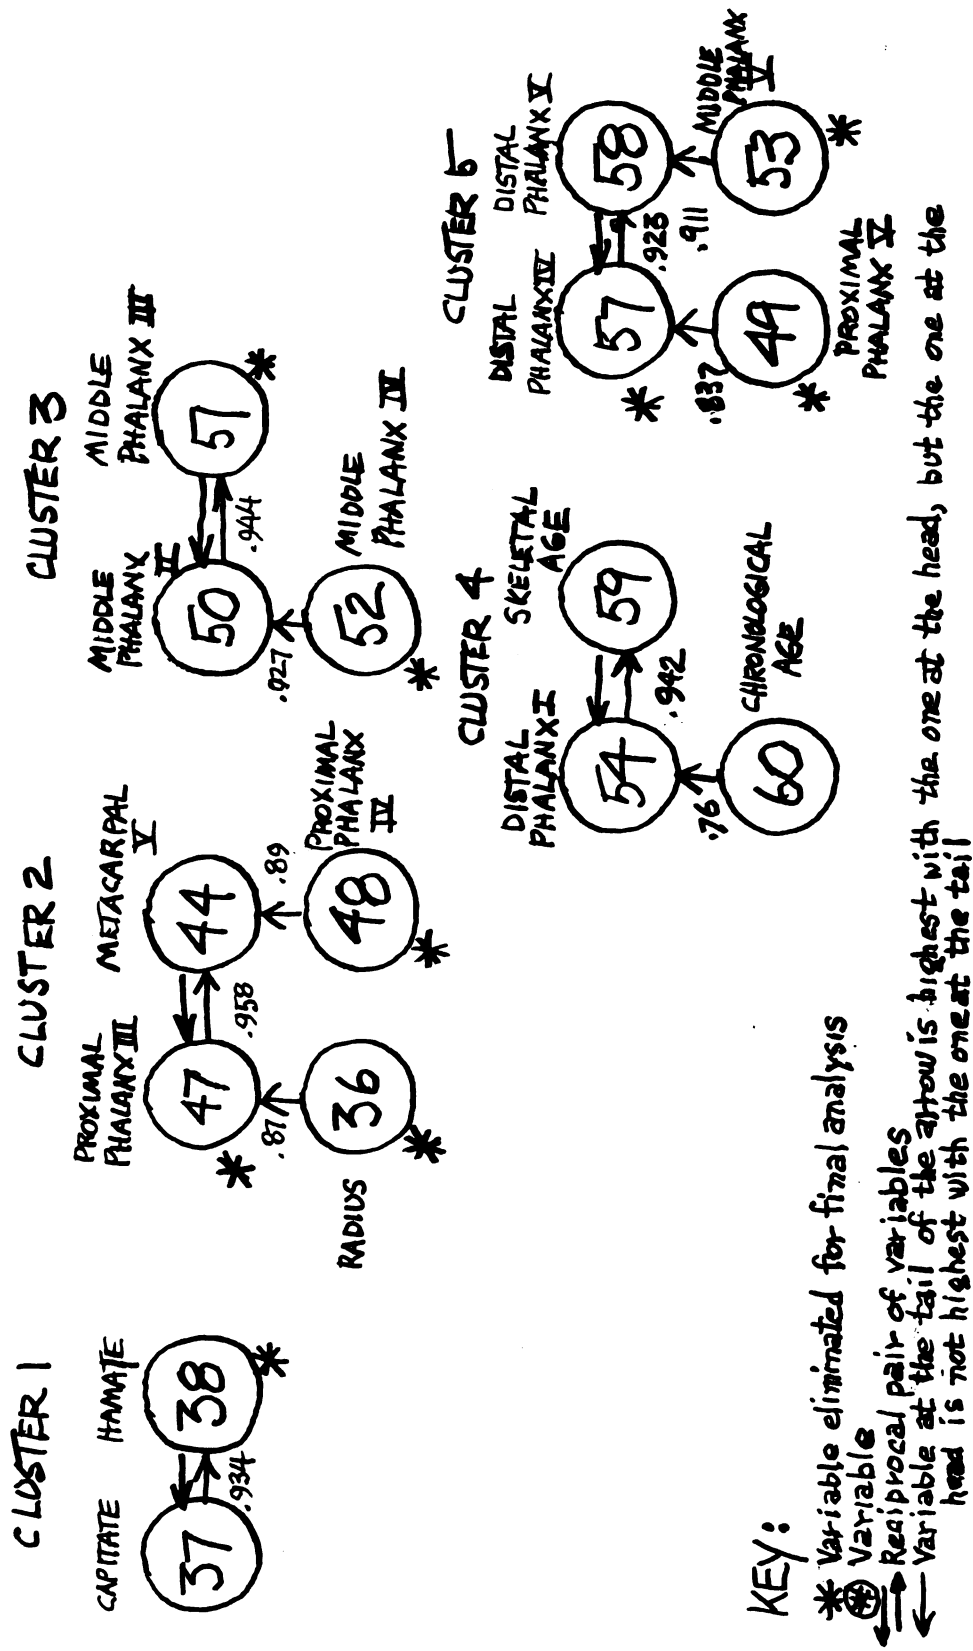 CLUSTER 1
CAPITATE
HAMATE
37
38
*
.934
CLUSTER 2
PROXIMAL
PHALANX III
METACARPAL
V
47
44
*
.958
.87
.89
RADIUS
36
*
PROXIMAL
PHALANX
IV
48
*
CLUSTER 3
MIDDLE
PHALANX
II
MIDDLE
PHALANX III
50
51
*
.944
.927
52
*
MIDDLE
PHALANX IV
CLUSTER 4
DISTAL
PHALANX I
SKELETAL
AGE
54
59
.942
.76
60
CHRONOLOGICAL
AGE
CLUSTER 5
DISTAL
PHALANX IV
DISTAL
PHALANX V
57
58
*
.923
.837
.911
49
*
PROXIMAL
PHALANX V
MIDDLE
PHALANX
V
53
*
KEY:
* Variable eliminated for final analysis
* Variable
Reciprocal pair of variables
Variable at the tail of the arrow is highest with the one at the head, but the one at the
head is not highest with the one at the tail